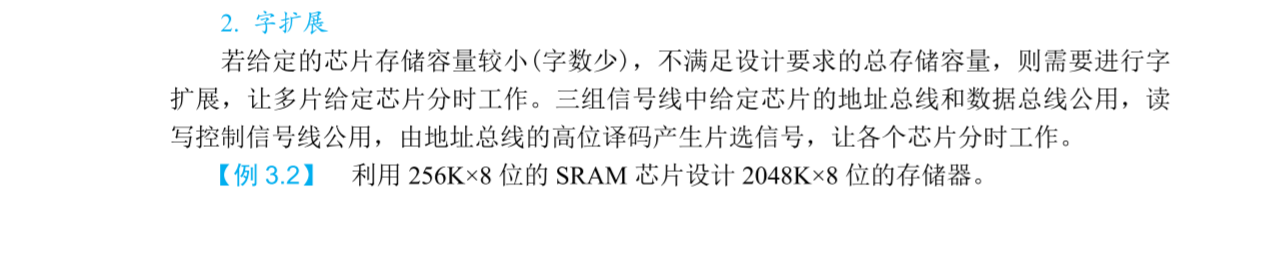 2. 字扩展
若给定的芯片存储容量较小(字数少)，不满足设计要求的总存储容量，则需要进行字
扩展，让多片给定芯片分时工作。三组信号线中给定芯片的地址总线和数据总线公用，读
写控制信号线公用，由地址总线的高位译码产生片选信号，让各个芯片分时工作。
【例 3.2】 利用 256K×8 位的 SRAM 芯片设计 2048K×8 位的存储器。